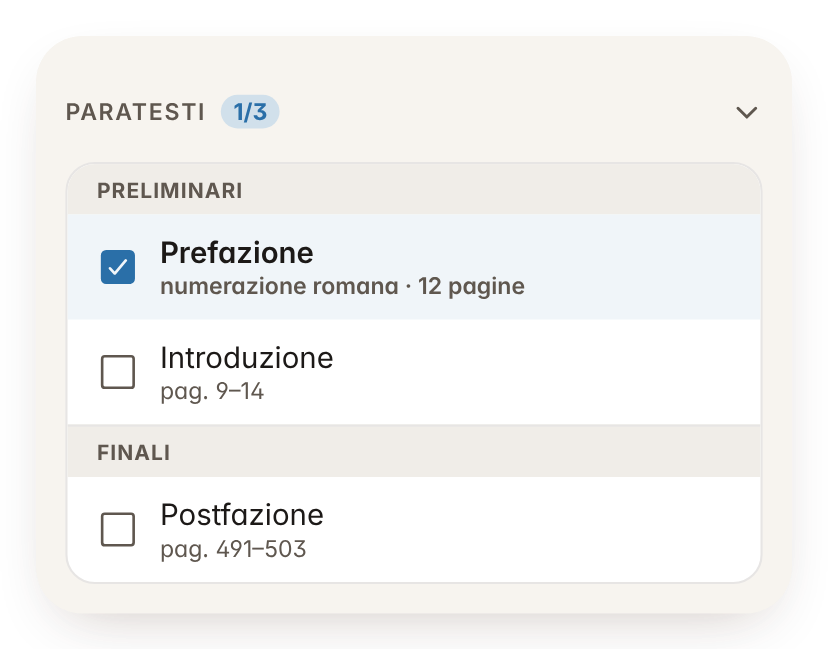 PARATESTI 1/3
PRELIMINARI
Prefazione
numerazione romana · 12 pagine
Introduzione
pag. 9–14
FINALI
Postfazione
pag. 491–503